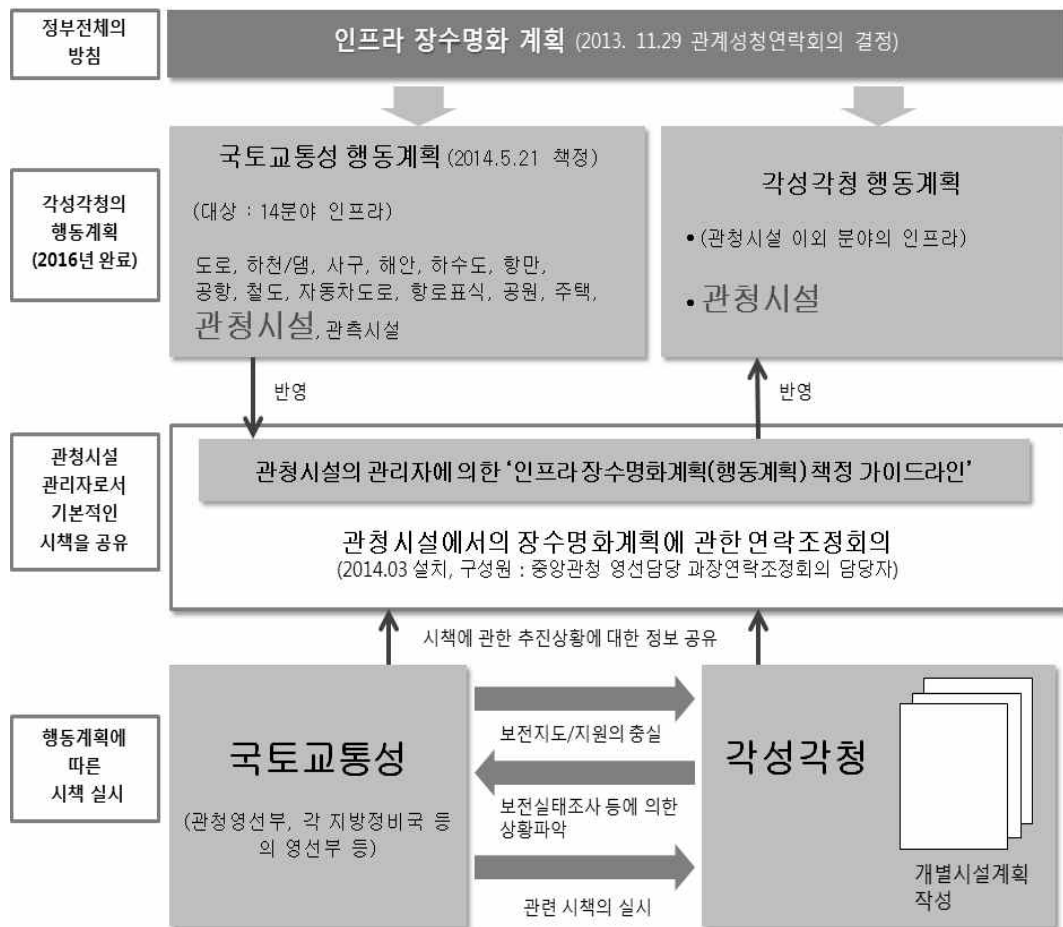 정부전체의
방침
인프라 장수명화 계획 (2013. 11.29 관계성청연락회의 결정)
각성각청의
행동계획
(2016년 완료)
국토교통성 행동계획 (2014.5.21 책정)
(대상 : 14분야 인프라)
도로, 하천/댐, 사구, 해안, 하수도, 항만,
공항, 철도, 자동차도로, 항로표식, 공원, 주택,
관청시설, 관측시설
각성각청 행동계획
• (관청시설 이외 분야의 인프라)
• 관청시설
반영
반영
관청시설
관리자로서
기본적인
시책을 공유
관청시설의 관리자에 의한 ‘인프라 장수명화계획(행동계획) 책정 가이드라인’
관청시설에서의 장수명화계획에 관한 연락조정회의
(2014.03 설치, 구성원 : 중앙관청 영선담당 과장연락조정회의 담당자)
시책에 관한 추진상황에 대한 정보 공유
행동계획에
따른
시책 실시
국토교통성
(관청영선부, 각 지방정비국 등
의 영선부 등)
보전지도/지원의 충실
보전실태조사 등에 의한
상황파악
관련 시책의 실시
각성각청
개별시설계획
작성